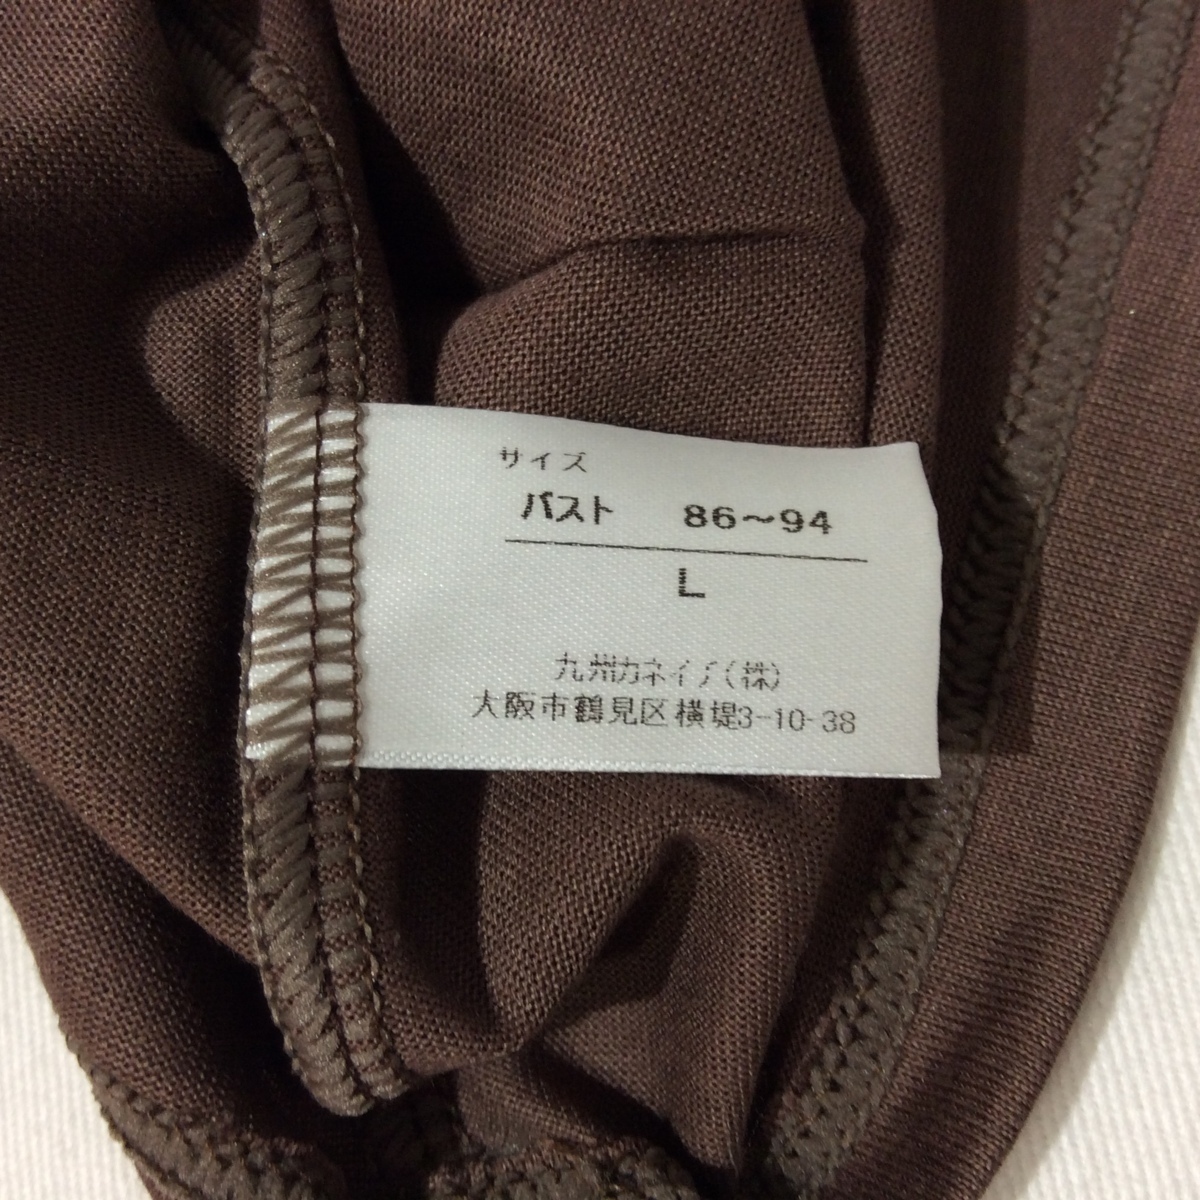 サイズ
バスト 86～94
L
九州カネイチ(株)
大阪市鶴見区横堤3-10-38